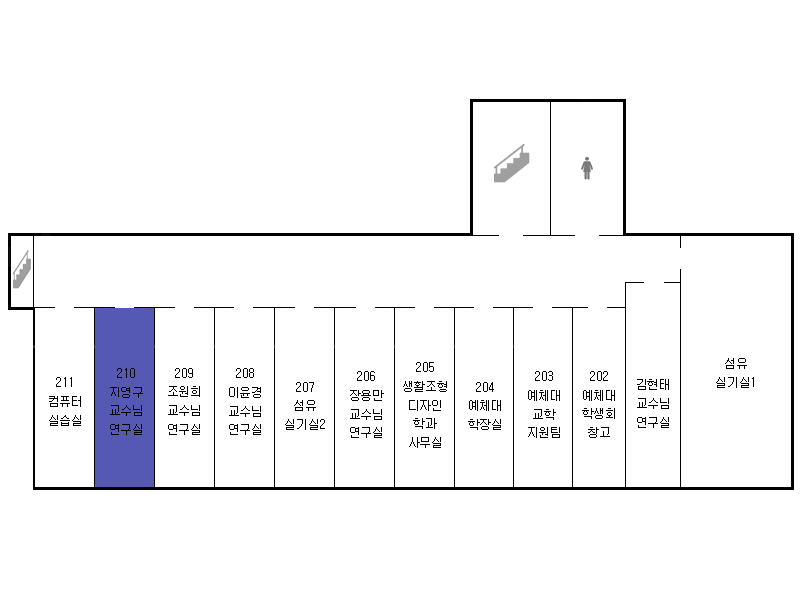 211
컴퓨터
실습실
210
지영구
교수님
연구실
209
조원희
교수님
연구실
208
이윤경
교수님
연구실
207
섬유
실기실2
206
장용만
교수님
연구실
205
생활조형
디자인
학과
사무실
204
예체대
학장실
203
예체대
교학
지원팀
202
예체대
학생회
창고
김현태
교수님
연구실
섬유
실기실1